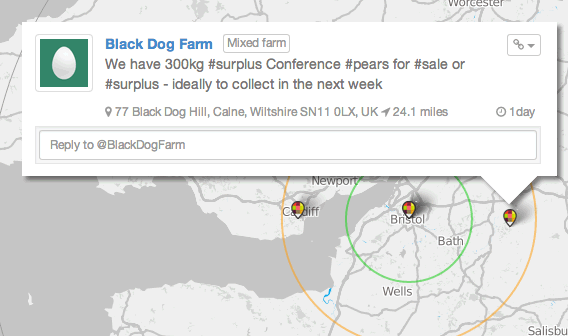 Worcester
Black Dog Farm Mixed farm
We have 300kg #surplus Conference #pears for #sale or
#surplus - ideally to collect in the next week
77 Black Dog Hill, Calne, Wiltshire SN11 0LX, UK 24.1 miles 1day
Reply to @BlackDogFarm
Newport
Cardiff
Bristol
Bath
Wells
Salisbu